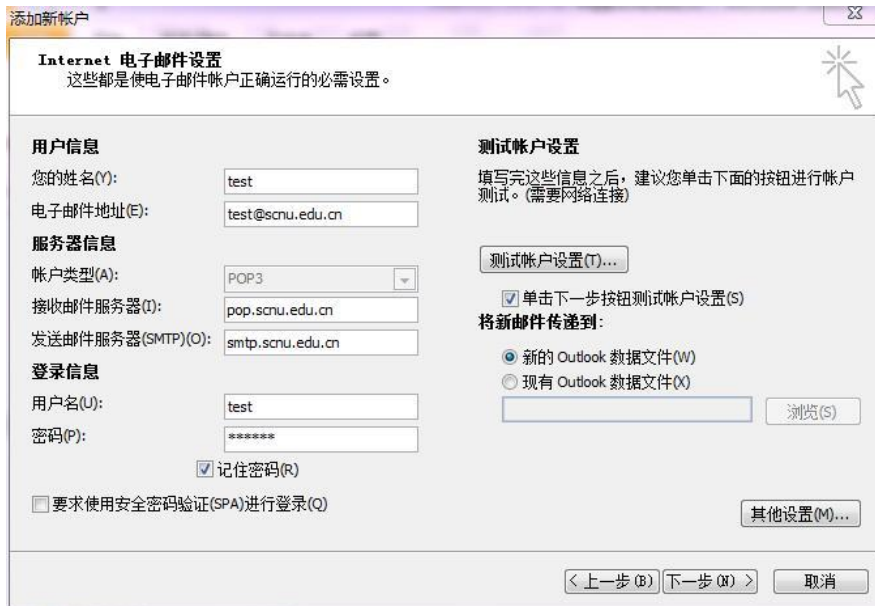 添加新帐户
Internet 电子邮件设置
这些都是使电子邮件帐户正确运行的必需设置。
用户信息
您的姓名(Y):
test
电子邮件地址(E):
test@scnu.edu.cn
服务器信息
帐户类型(A):
POP3
接收邮件服务器(I):
pop.scnu.edu.cn
发送邮件服务器(SMTP)(O):
smtp.scnu.edu.cn
登录信息
用户名(U):
test
密码(P):
******
记住密码(R)
要求使用安全密码验证(SPA)进行登录(Q)
测试帐户设置
填写完这些信息之后，建议您单击下面的按钮进行帐户
测试。(需要网络连接)
测试帐户设置(T)...
单击下一步按钮测试帐户设置(S)
将新邮件传递到:
新的 Outlook 数据文件(W)
现有 Outlook 数据文件(X)
浏览(S)
其他设置(M)...
< 上一步(B)
下一步(N) >
取消